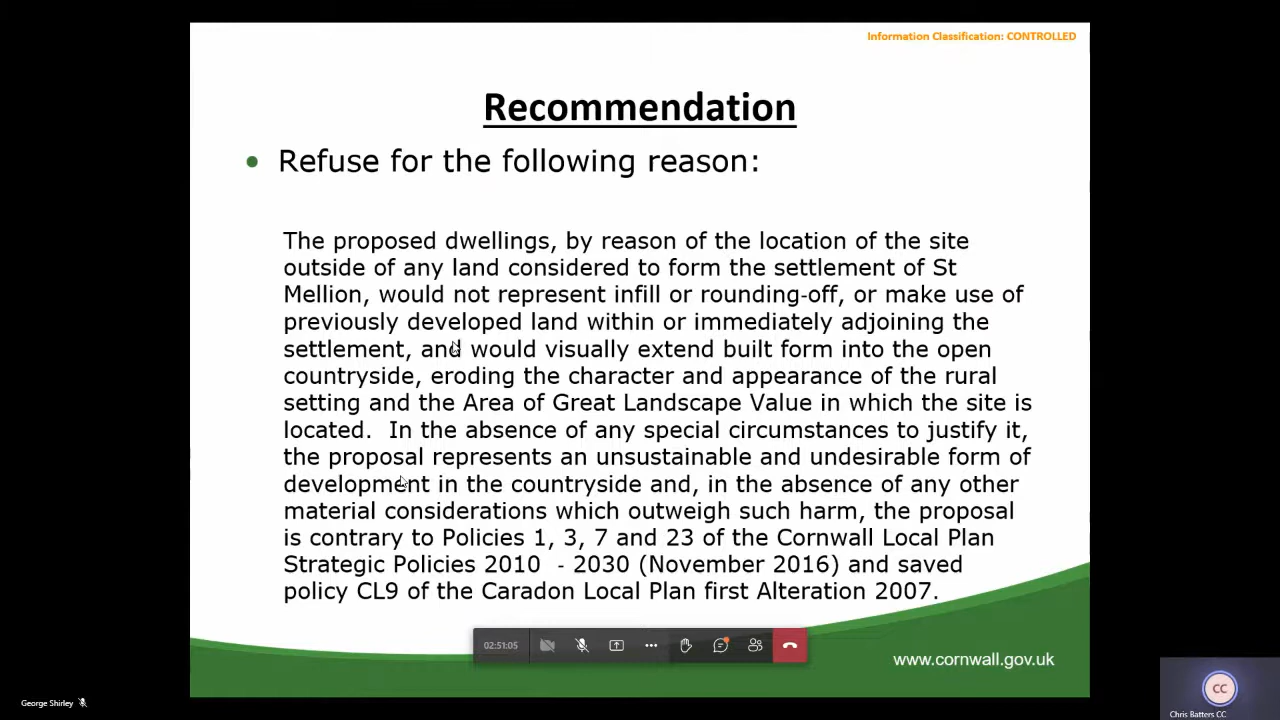 Information Classification: CONTROLLED
Recommendation
• Refuse for the following reason:
The proposed dwellings, by reason of the location of the site
outside of any land considered to form the settlement of St
Mellion, would not represent infill or rounding-off, or make use of
previously developed land within or immediately adjoining the
settlement, and would visually extend built form into the open
countryside, eroding the character and appearance of the rural
setting and the Area of Great Landscape Value in which the site is
located.  In the absence of any special circumstances to justify it,
the proposal represents an unsustainable and undesirable form of
development in the countryside and, in the absence of any other
material considerations which outweigh such harm, the proposal
is contrary to Policies 1, 3, 7 and 23 of the Cornwall Local Plan
Strategic Policies 2010  - 2030 (November 2016) and saved
policy CL9 of the Caradon Local Plan first Alteration 2007.
02:51:05
www.cornwall.gov.uk
CC
George Shirley
Chris Batters CC